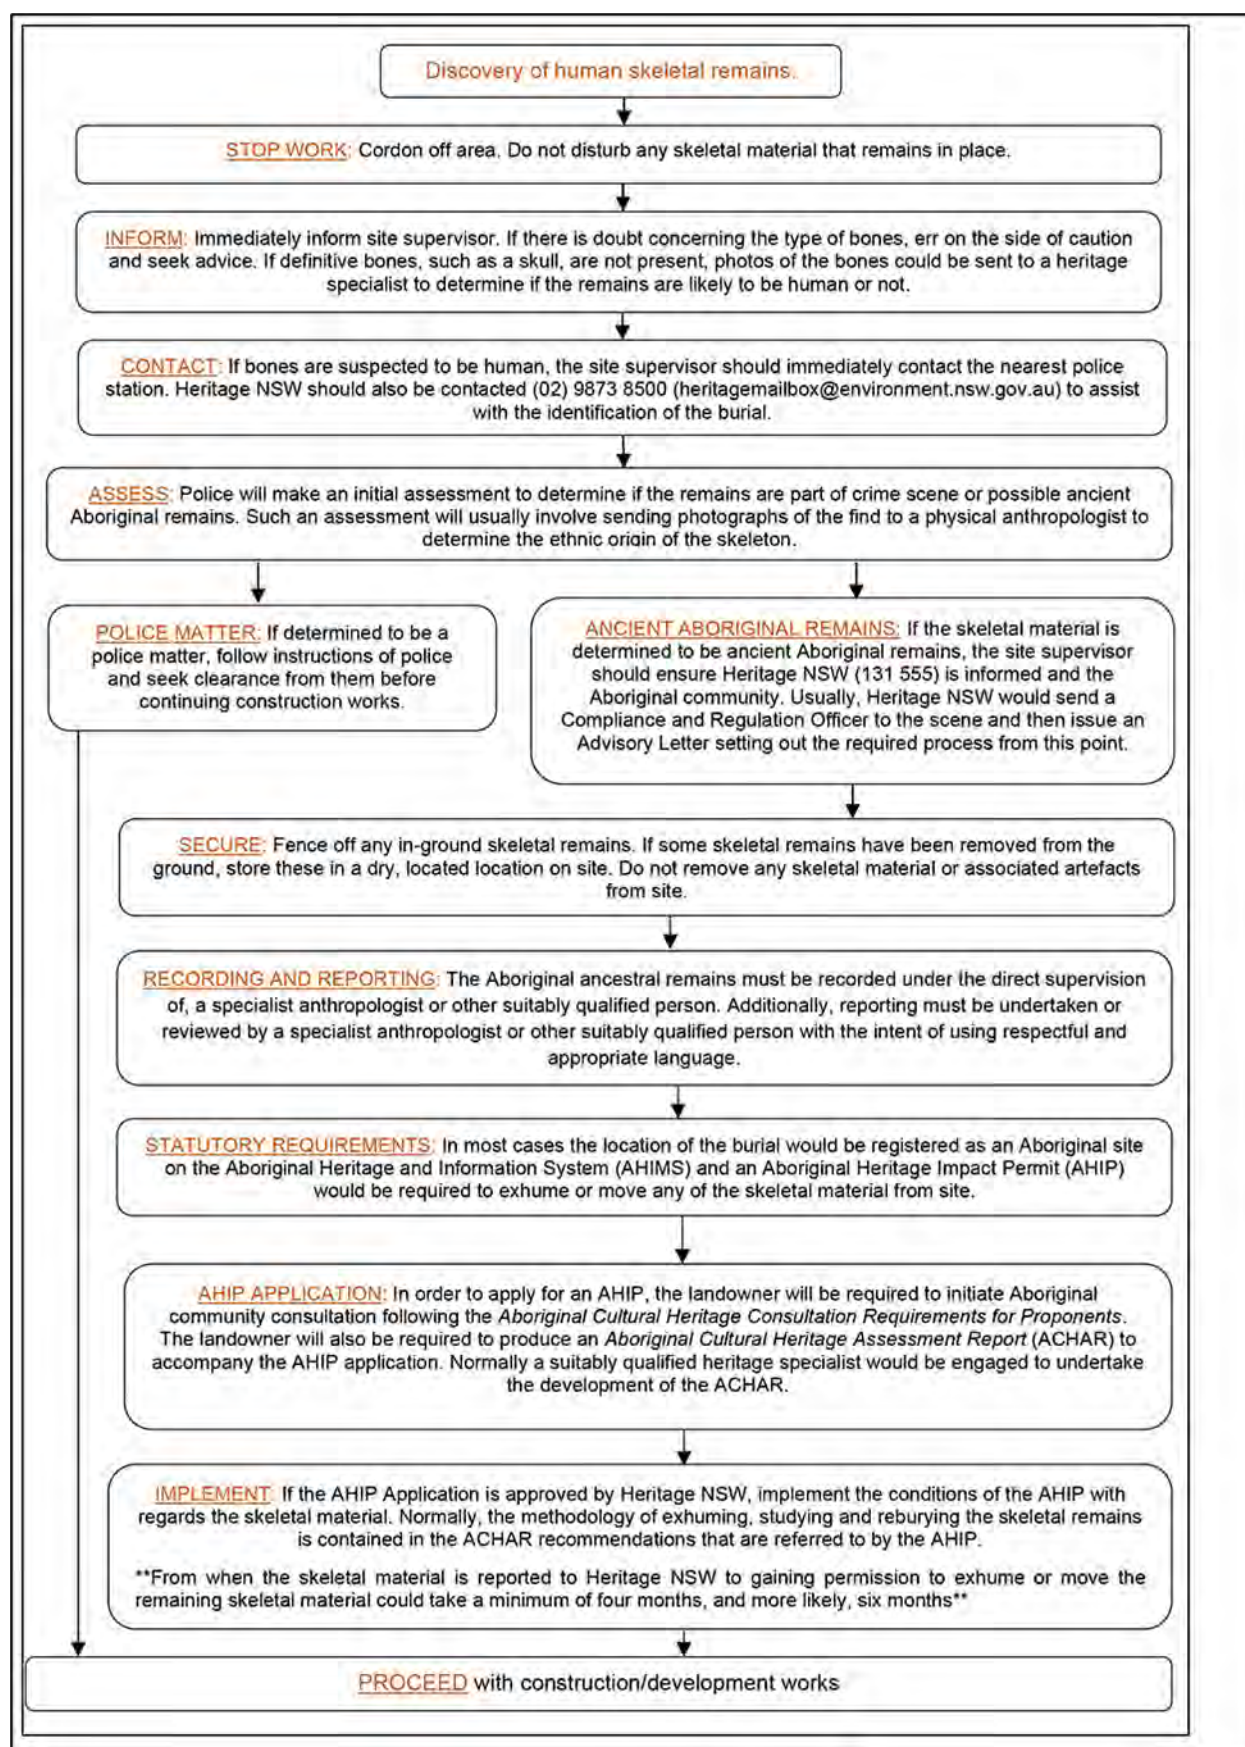 Discovery of human skeletal remains.
STOP WORK: Cordon off area. Do not disturb any skeletal material that remains in place.
INFORM: Immediately inform site supervisor. If there is doubt concerning the type of bones, err on the side of caution
and seek advice. If definitive bones, such as a skull, are not present, photos of the bones could be sent to a heritage
specialist to determine if the remains are likely to be human or not.
CONTACT: If bones are suspected to be human, the site supervisor should immediately contact the nearest police
station. Heritage NSW should also be contacted (02) 9873 8500 (heritagemailbox@environment.nsw.gov.au) to assist
with the identification of the burial.
ASSESS: Police will make an initial assessment to determine if the remains are part of crime scene or possible ancient
Aboriginal remains. Such an assessment will usually involve sending photographs of the find to a physical anthropologist to
determine the ethnic origin of the skeleton.
POLICE MATTER: If determined to be a
police matter, follow instructions of police
and seek clearance from them before
continuing construction works.
ANCIENT ABORIGINAL REMAINS: If the skeletal material is
determined to be ancient Aboriginal remains, the site supervisor
should ensure Heritage NSW (131 555) is informed and the
Aboriginal community. Usually, Heritage NSW would send a
Compliance and Regulation Officer to the scene and then issue an
Advisory Letter setting out the required process from this point.
SECURE: Fence off any in-ground skeletal remains. If some skeletal remains have been removed from the
ground, store these in a dry, located location on site. Do not remove any skeletal material or associated artefacts
from site.
RECORDING AND REPORTING: The Aboriginal ancestral remains must be recorded under the direct supervision
of, a specialist anthropologist or other suitably qualified person. Additionally, reporting must be undertaken or
reviewed by a specialist anthropologist or other suitably qualified person with the intent of using respectful and
appropriate language.
STATUTORY REQUIREMENTS: In most cases the location of the burial would be registered as an Aboriginal site
on the Aboriginal Heritage and Information System (AHIMS) and an Aboriginal Heritage Impact Permit (AHIP)
would be required to exhume or move any of the skeletal material from site.
AHIP APPLICATION: In order to apply for an AHIP, the landowner will be required to initiate Aboriginal
community consultation following the Aboriginal Cultural Heritage Consultation Requirements for Proponents.
The landowner will also be required to produce an Aboriginal Cultural Heritage Assessment Report (ACHAR) to
accompany the AHIP application. Normally a suitably qualified heritage specialist would be engaged to undertake
the development of the ACHAR.
IMPLEMENT: If the AHIP Application is approved by Heritage NSW, implement the conditions of the AHIP with
regards the skeletal material. Normally, the methodology of exhuming, studying and reburying the skeletal remains
is contained in the ACHAR recommendations that are referred to by the AHIP.
**From when the skeletal material is reported to Heritage NSW to gaining permission to exhume or move the
remaining skeletal material could take a minimum of four months, and more likely, six months**
PROCEED with construction/development works